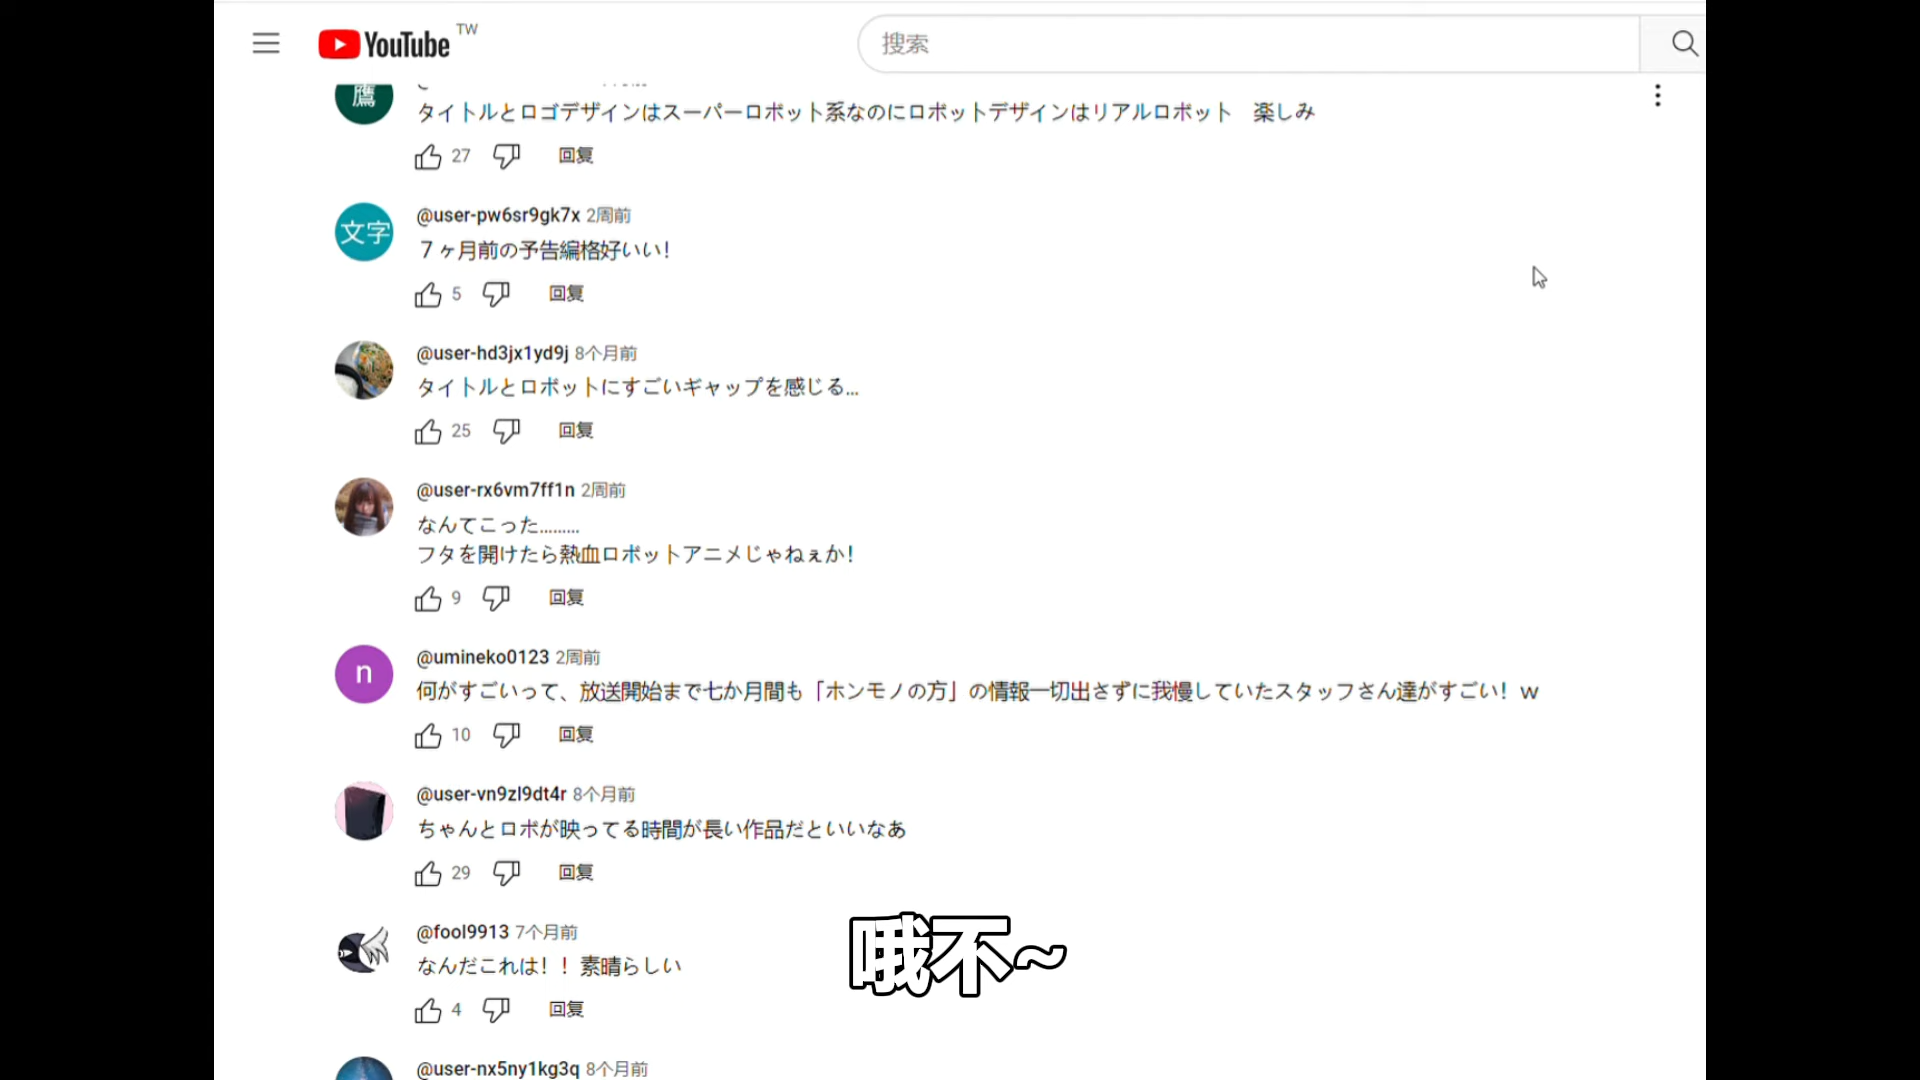 YouTube TW
搜索
鷹
タイトルとロゴデザインはスーパーロボット系なのにロボットデザインはリアルロボット　楽しみ
27 回复
文字
@user-pw6sr9gk7x 2周前
７ヶ月前の予告編格好いい！
5 回复
@user-hd3jx1yd9j 8个月前
タイトルとロボットにすごいギャップを感じる...
25 回复
@user-rx6vm7ff1n 2周前
なんてこった.........
フタを開けたら熱血ロボットアニメじゃねぇか！
9 回复
n
@umineko0123 2周前
何がすごいって、放送開始まで七か月間も「ホンモノの方」の情報一切出さずに我慢していたスタッフさん達がすごい！ｗ
10 回复
@user-vn9zl9dt4r 8个月前
ちゃんとロボが映ってる時間が長い作品だといいなあ
29 回复
@fool9913 7个月前
なんだこれは！！素晴らしい
4 回复
哦不~
@user-nx5ny1kg3q 8个月前